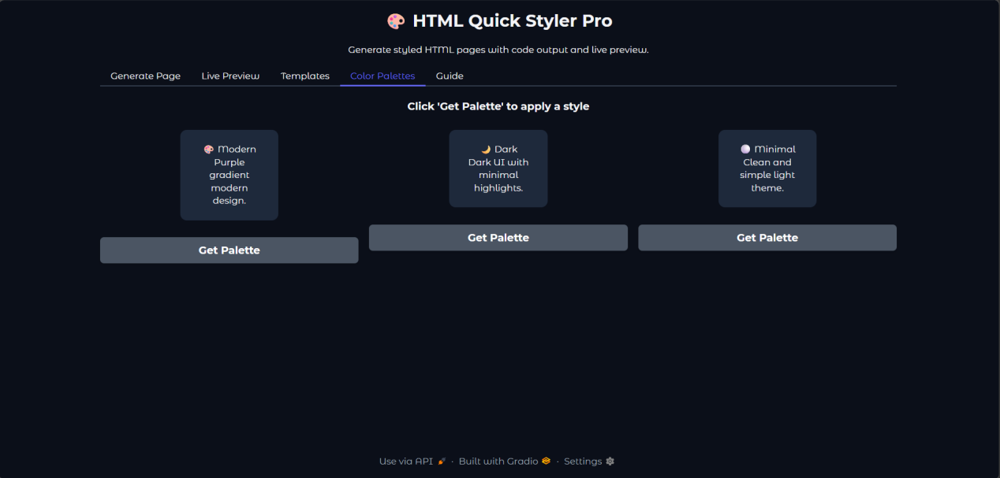 🎨 HTML Quick Styler Pro
Generate styled HTML pages with code output and live preview.
Generate Page
Live Preview
Templates
Color Palettes
Guide
Click 'Get Palette' to apply a style
🎨 Modern
Purple
gradient
modern
design.
Get Palette
🌙 Dark
Dark UI with
minimal
highlights.
Get Palette
⚪ Minimal
Clean and
simple light
theme.
Get Palette
Use via API 🚀 · Built with Gradio · Settings ⚙️